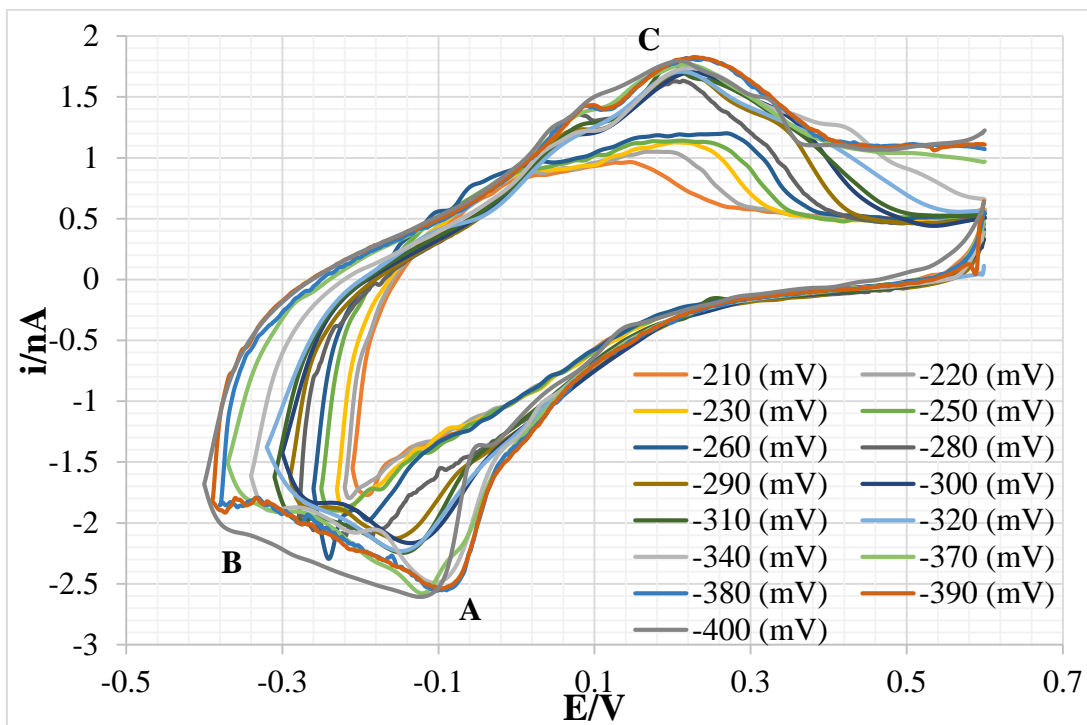 C
2
1.5
1
0.5
0
-0.5
-1
-1.5
-2
-2.5
-3
i/nA
-210 (mV) -220 (mV)
-230 (mV) -250 (mV)
-260 (mV) -280 (mV)
-290 (mV) -300 (mV)
-310 (mV) -320 (mV)
-340 (mV) -370 (mV)
-380 (mV) -390 (mV)
-400 (mV)
B
A
-0.5 -0.3 -0.1 0.1 0.3 0.5 0.7
E/V